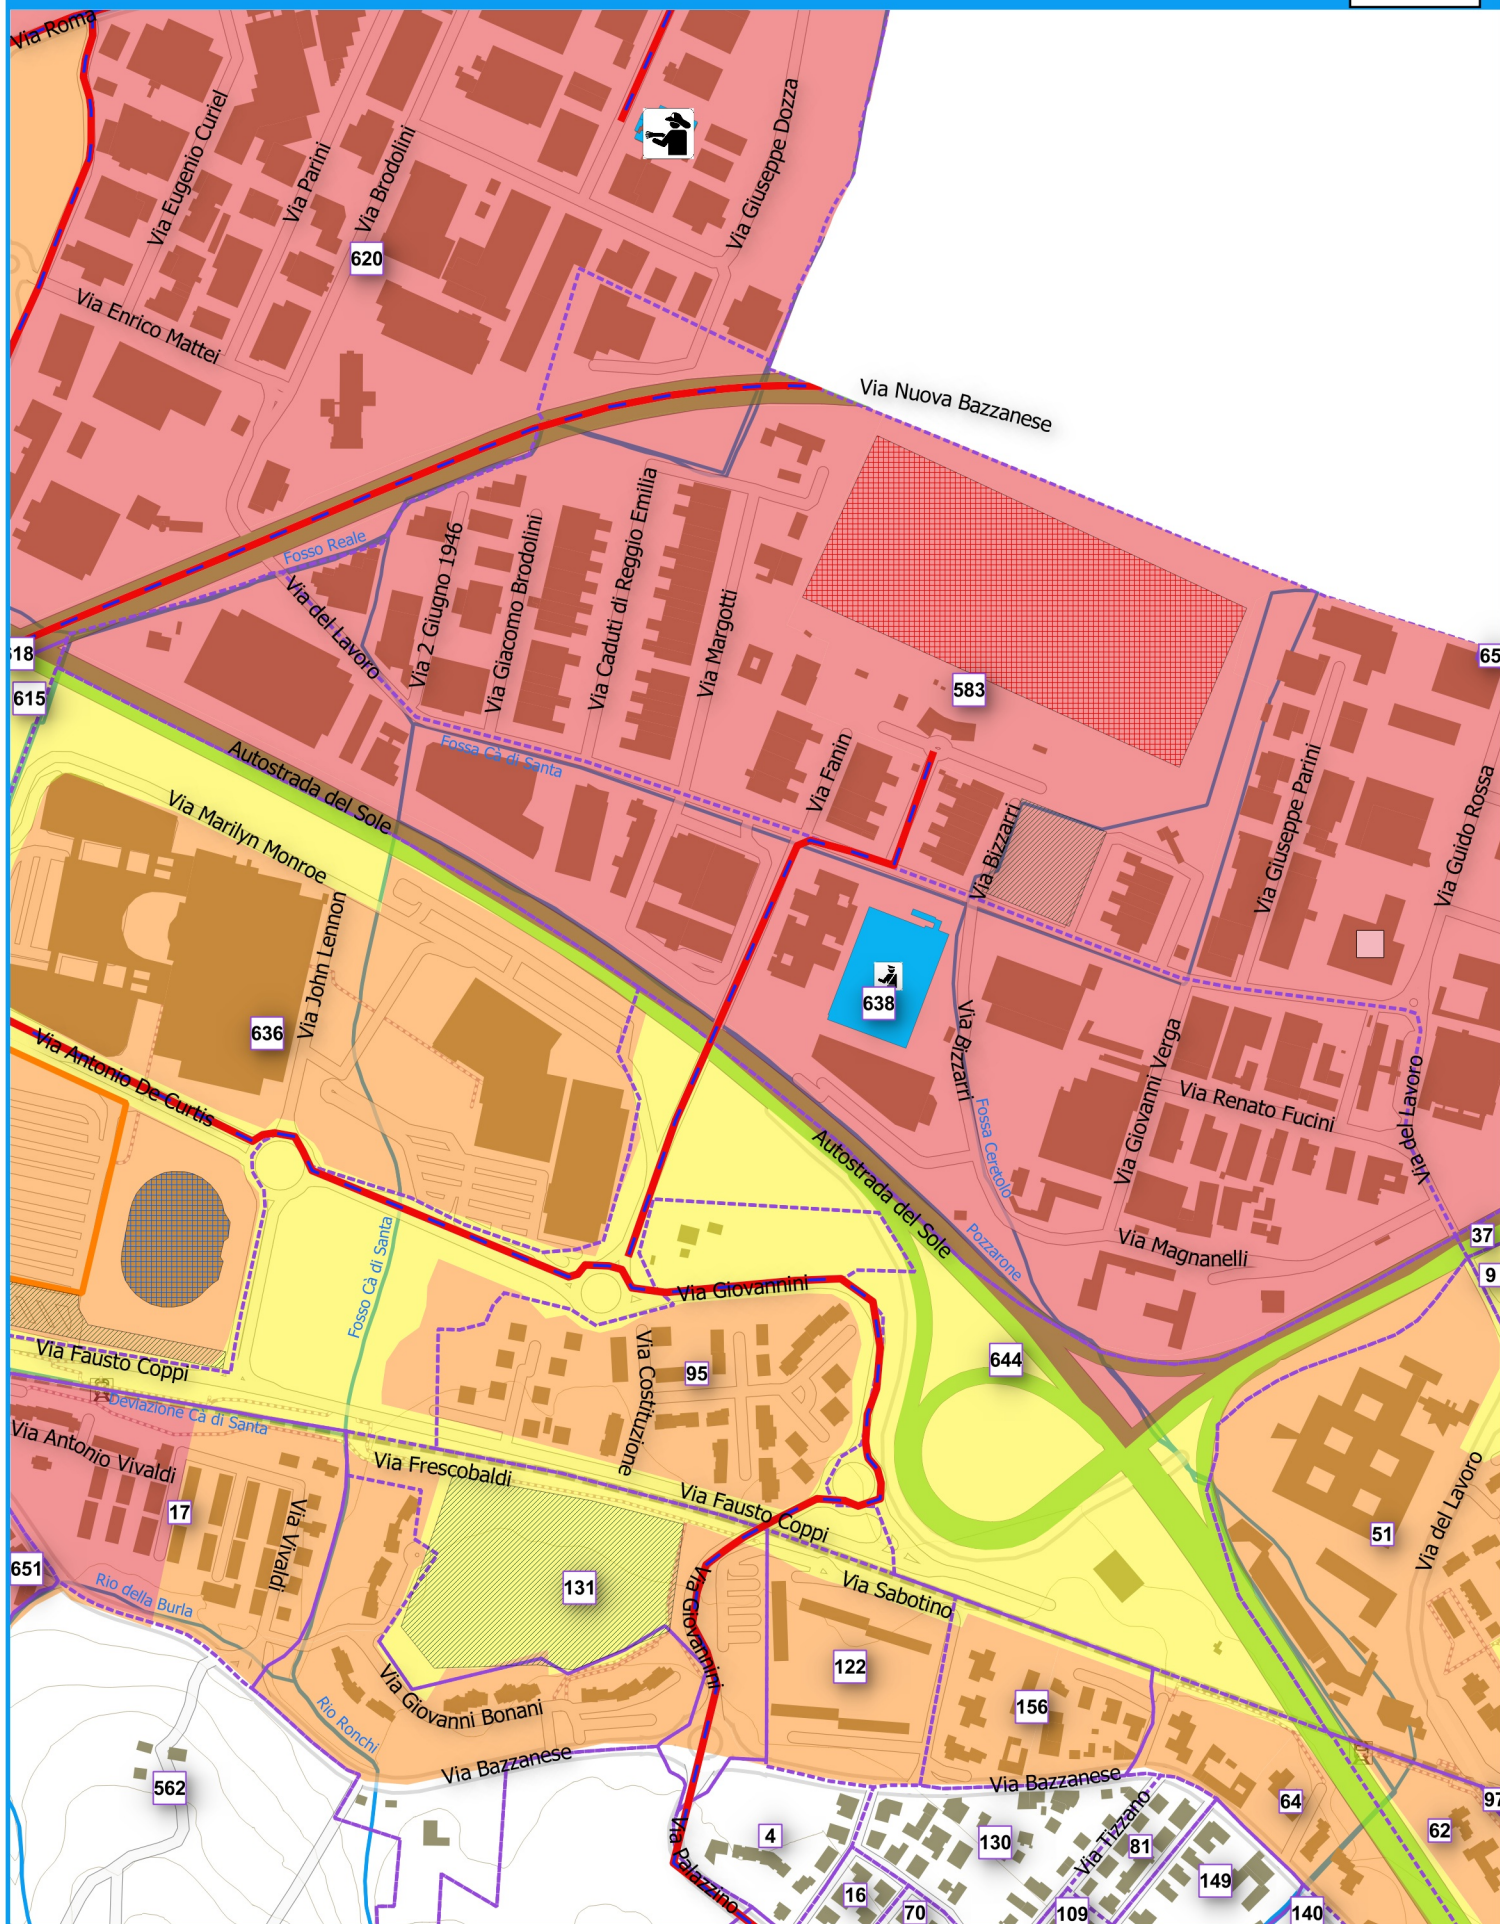 Via Roma
Via Eugenio Curiel
Via Parini
Via Brodolini
Via Giuseppe Dozza
620
Via Enrico Mattei
Via Nuova Bazzanese
Fosso Reale
Via del Lavoro
Via 2 Giugno 1946
Via Giacomo Brodolini
Via Caduti di Reggio Emilia
Via Margotti
18
615
583
65
Fossa Cà di Santa
Autostrada del Sole
Via Marilyn Monroe
Via Fanin
Via Bizzarri
Via Giuseppe Parini
Via Guido Rossa
Via John Lennon
636
638
Via Antonio De Curtis
Via Bizzarri
Via Giovanni Verga
Via Renato Fucini
Via del Lavoro
Fossa Ceretolo
Autostrada del Sole
Pozzarone
Via Magnanelli
37
9
Fosso Cà di Santa
Via Giovannini
Via Costituzione
95
644
Via Fausto Coppi
Deviazione Cà di Santa
Via Antonio Vivaldi
17
Via Vivaldi
Via Frescobaldi
Via Fausto Coppi
51
Via del Lavoro
651
Rio della Burla
131
Via Giovannini
Via Sabotino
122
156
Via Giovanni Bonani
Rio Ronchi
Via Bazzanese
Via Bazzanese
562
64
97
62
4
130
Via Tizzano
81
149
Via Palazzino
16
70
109
140